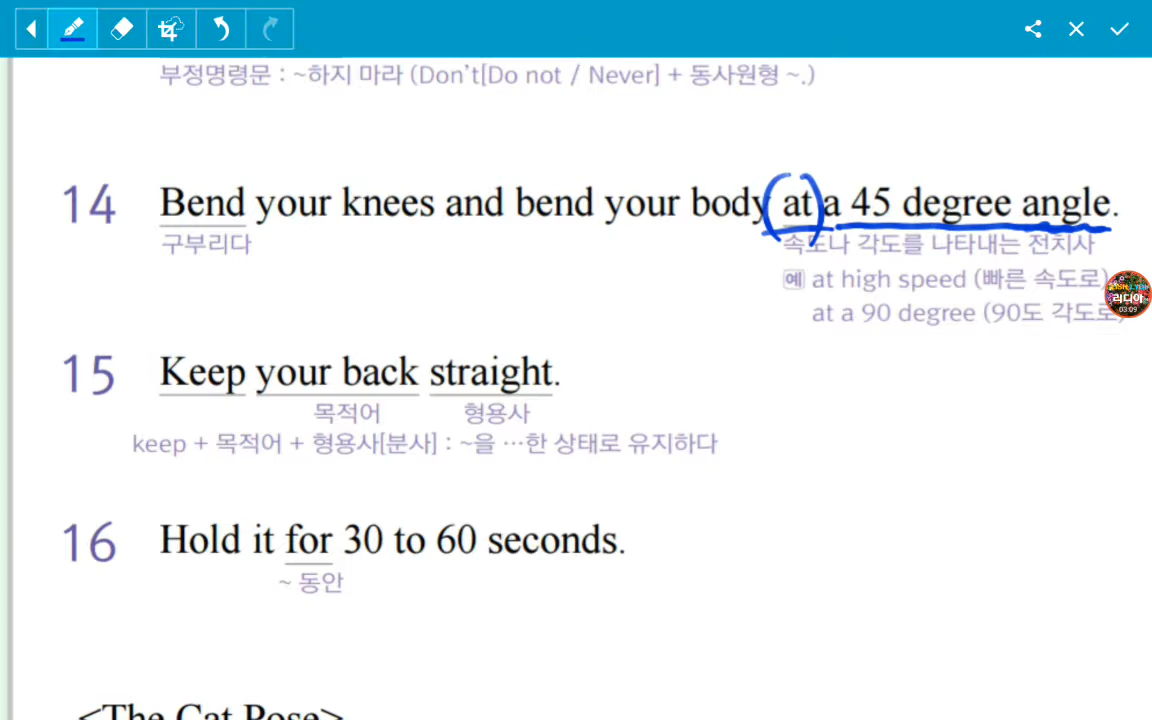 부정명령문 : ~하지 마라 (Don't[Do not / Never] + 동사원형 ~.)
14 Bend your knees and bend your body at a 45 degree angle.
구부리다 속도나 각도를 나타내는 전치사
예 at high speed (빠른 속도로)
리디아
03:09
at a 90 degree (90도 각도로)
15 Keep your back straight.
목적어 형용사
keep + 목적어 + 형용사[분사] : ~을 …한 상태로 유지하다
16 Hold it for 30 to 60 seconds.
~ 동안
<The Cat Pose>